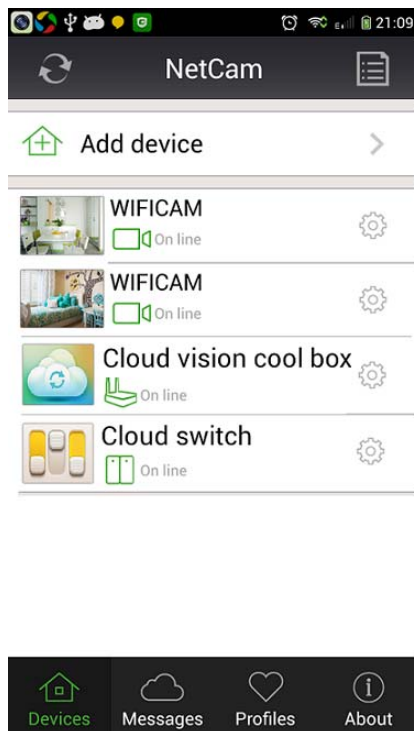 21:09
NetCam
Add device
WIFICAM
On line
WIFICAM
On line
Cloud vision cool box
On line
Cloud switch
On line
Devices Messages Profiles About